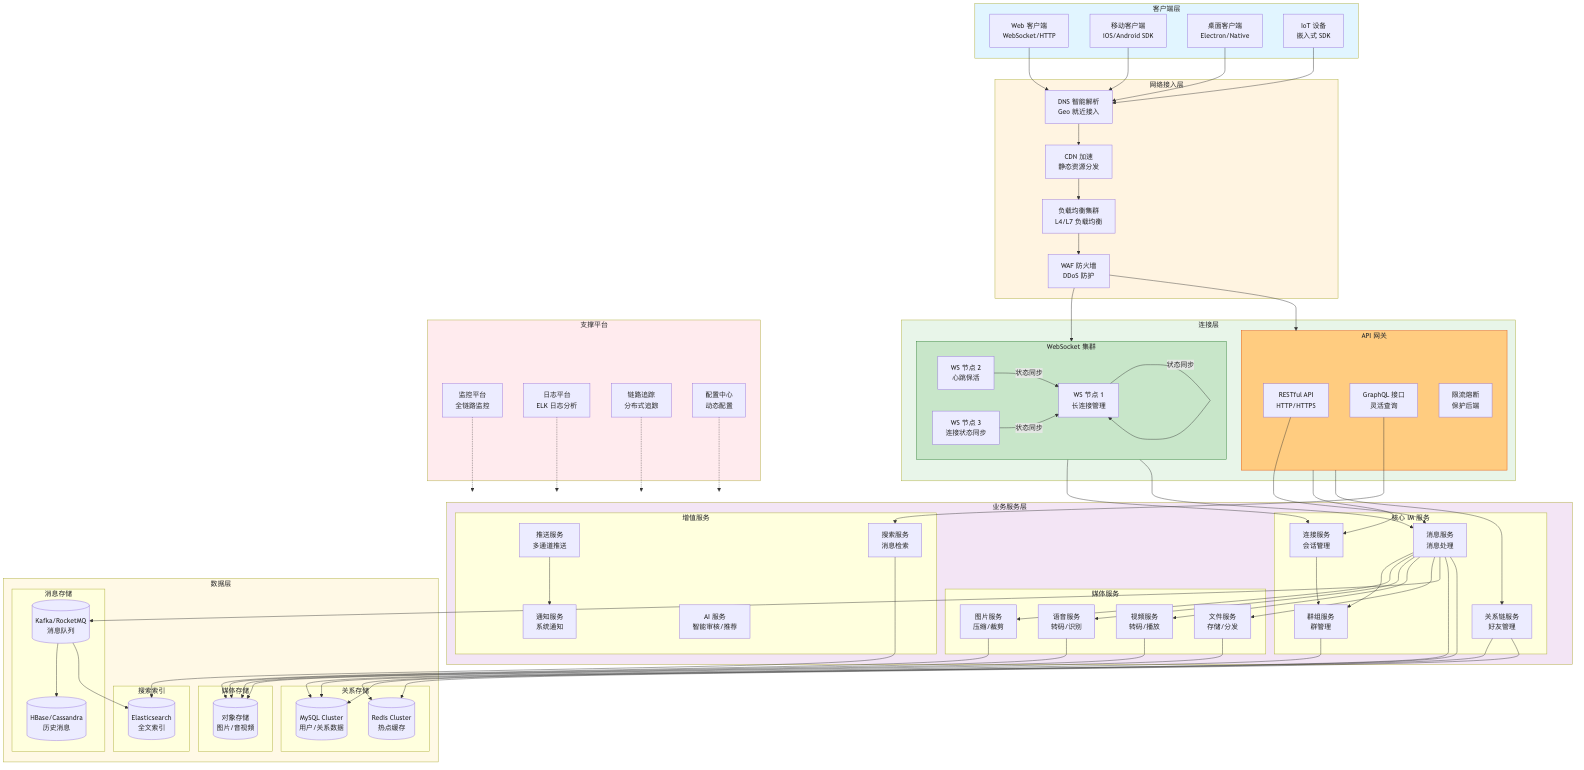 客户端层
Web 客户端
WebSocket/HTTP
移动客户端
iOS/Android SDK
桌面客户端
Electron/Native
IoT 设备
嵌入式 SDK
网络接入层
DNS 智能解析
Geo 就近接入
CDN 加速
静态资源分发
负载均衡集群
L4/L7 负载均衡
WAF 防火墙
DDoS 防护
支撑平台
监控平台
全链路监控
日志平台
ELK 日志分析
链路追踪
分布式追踪
配置中心
动态配置
连接层
WebSocket 集群
WS 节点 2
心跳保活
状态同步
WS 节点 1
长连接管理
状态同步
WS 节点 3
连接状态同步
状态同步
API 网关
RESTful API
HTTP/HTTPS
GraphQL 接口
灵活查询
限流熔断
保护后端
业务服务层
增值服务
推送服务
多通道推送
搜索服务
消息检索
通知服务
系统通知
AI 服务
智能审核/推荐
媒体服务
图片服务
压缩/裁剪
语音服务
转码/识别
视频服务
转码/播放
文件服务
存储/分发
核心 IM 服务
连接服务
会话管理
消息服务
消息处理
群组服务
群管理
关系链服务
好友管理
数据层
消息存储
Kafka/RocketMQ
消息队列
HBase/Cassandra
历史消息
搜索索引
Elasticsearch
全文索引
媒体存储
对象存储
图片/音视频
关系存储
MySQL Cluster
用户/关系数据
Redis Cluster
热点缓存